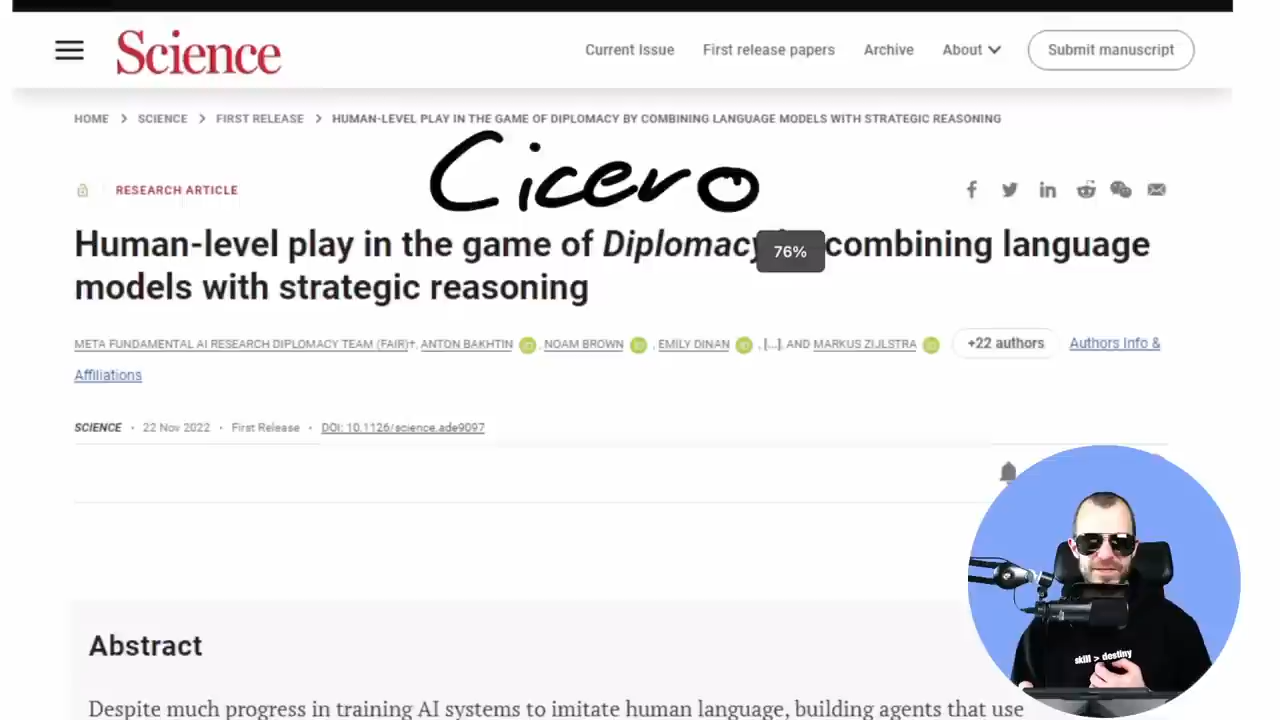 Science
Current Issue First release papers Archive About Submit manuscript
HOME > SCIENCE > FIRST RELEASE > HUMAN-LEVEL PLAY IN THE GAME OF DIPLOMACY BY COMBINING LANGUAGE MODELS WITH STRATEGIC REASONING
Cicero
RESEARCH ARTICLE
Human-level play in the game of Diplomacy combining language
76%
models with strategic reasoning
META FUNDAMENTAL AI RESEARCH DIPLOMACY TEAM (FAIR)†, ANTON BAKHTIN, NOAM BROWN, EMILY DINAN, [...], AND MARKUS ZIJLSTRA +22 authors Authors Info &
Affiliations
SCIENCE · 22 Nov 2022 · First Release · DOI: 10.1126/science.ade9097
Abstract
Despite much progress in training AI systems to imitate human language, building agents that use
skill > destiny